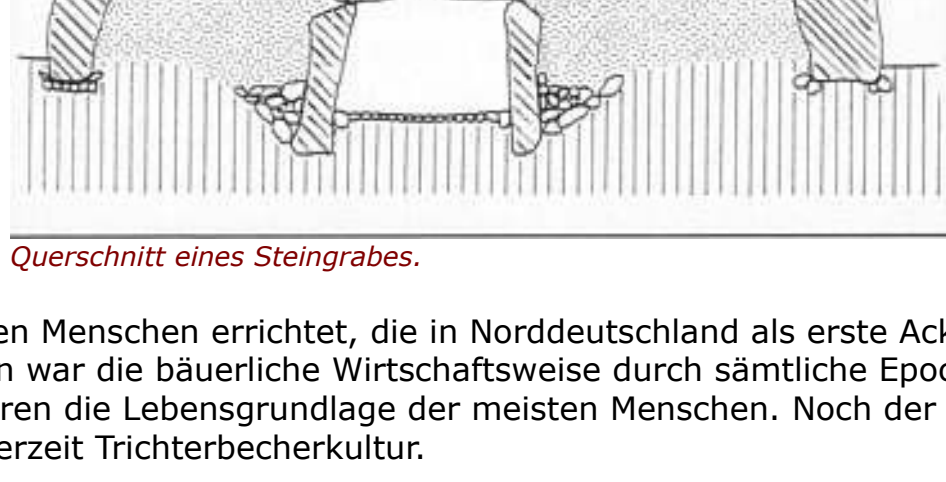 Querschnitt eines Steingrabes.
en Menschen errichtet, die in Norddeutschland als erste Ack
n war die bäuerliche Wirtschaftsweise durch sämtliche Epoc
ren die Lebensgrundlage der meisten Menschen. Noch der
erzeit Trichterbecherkultur.